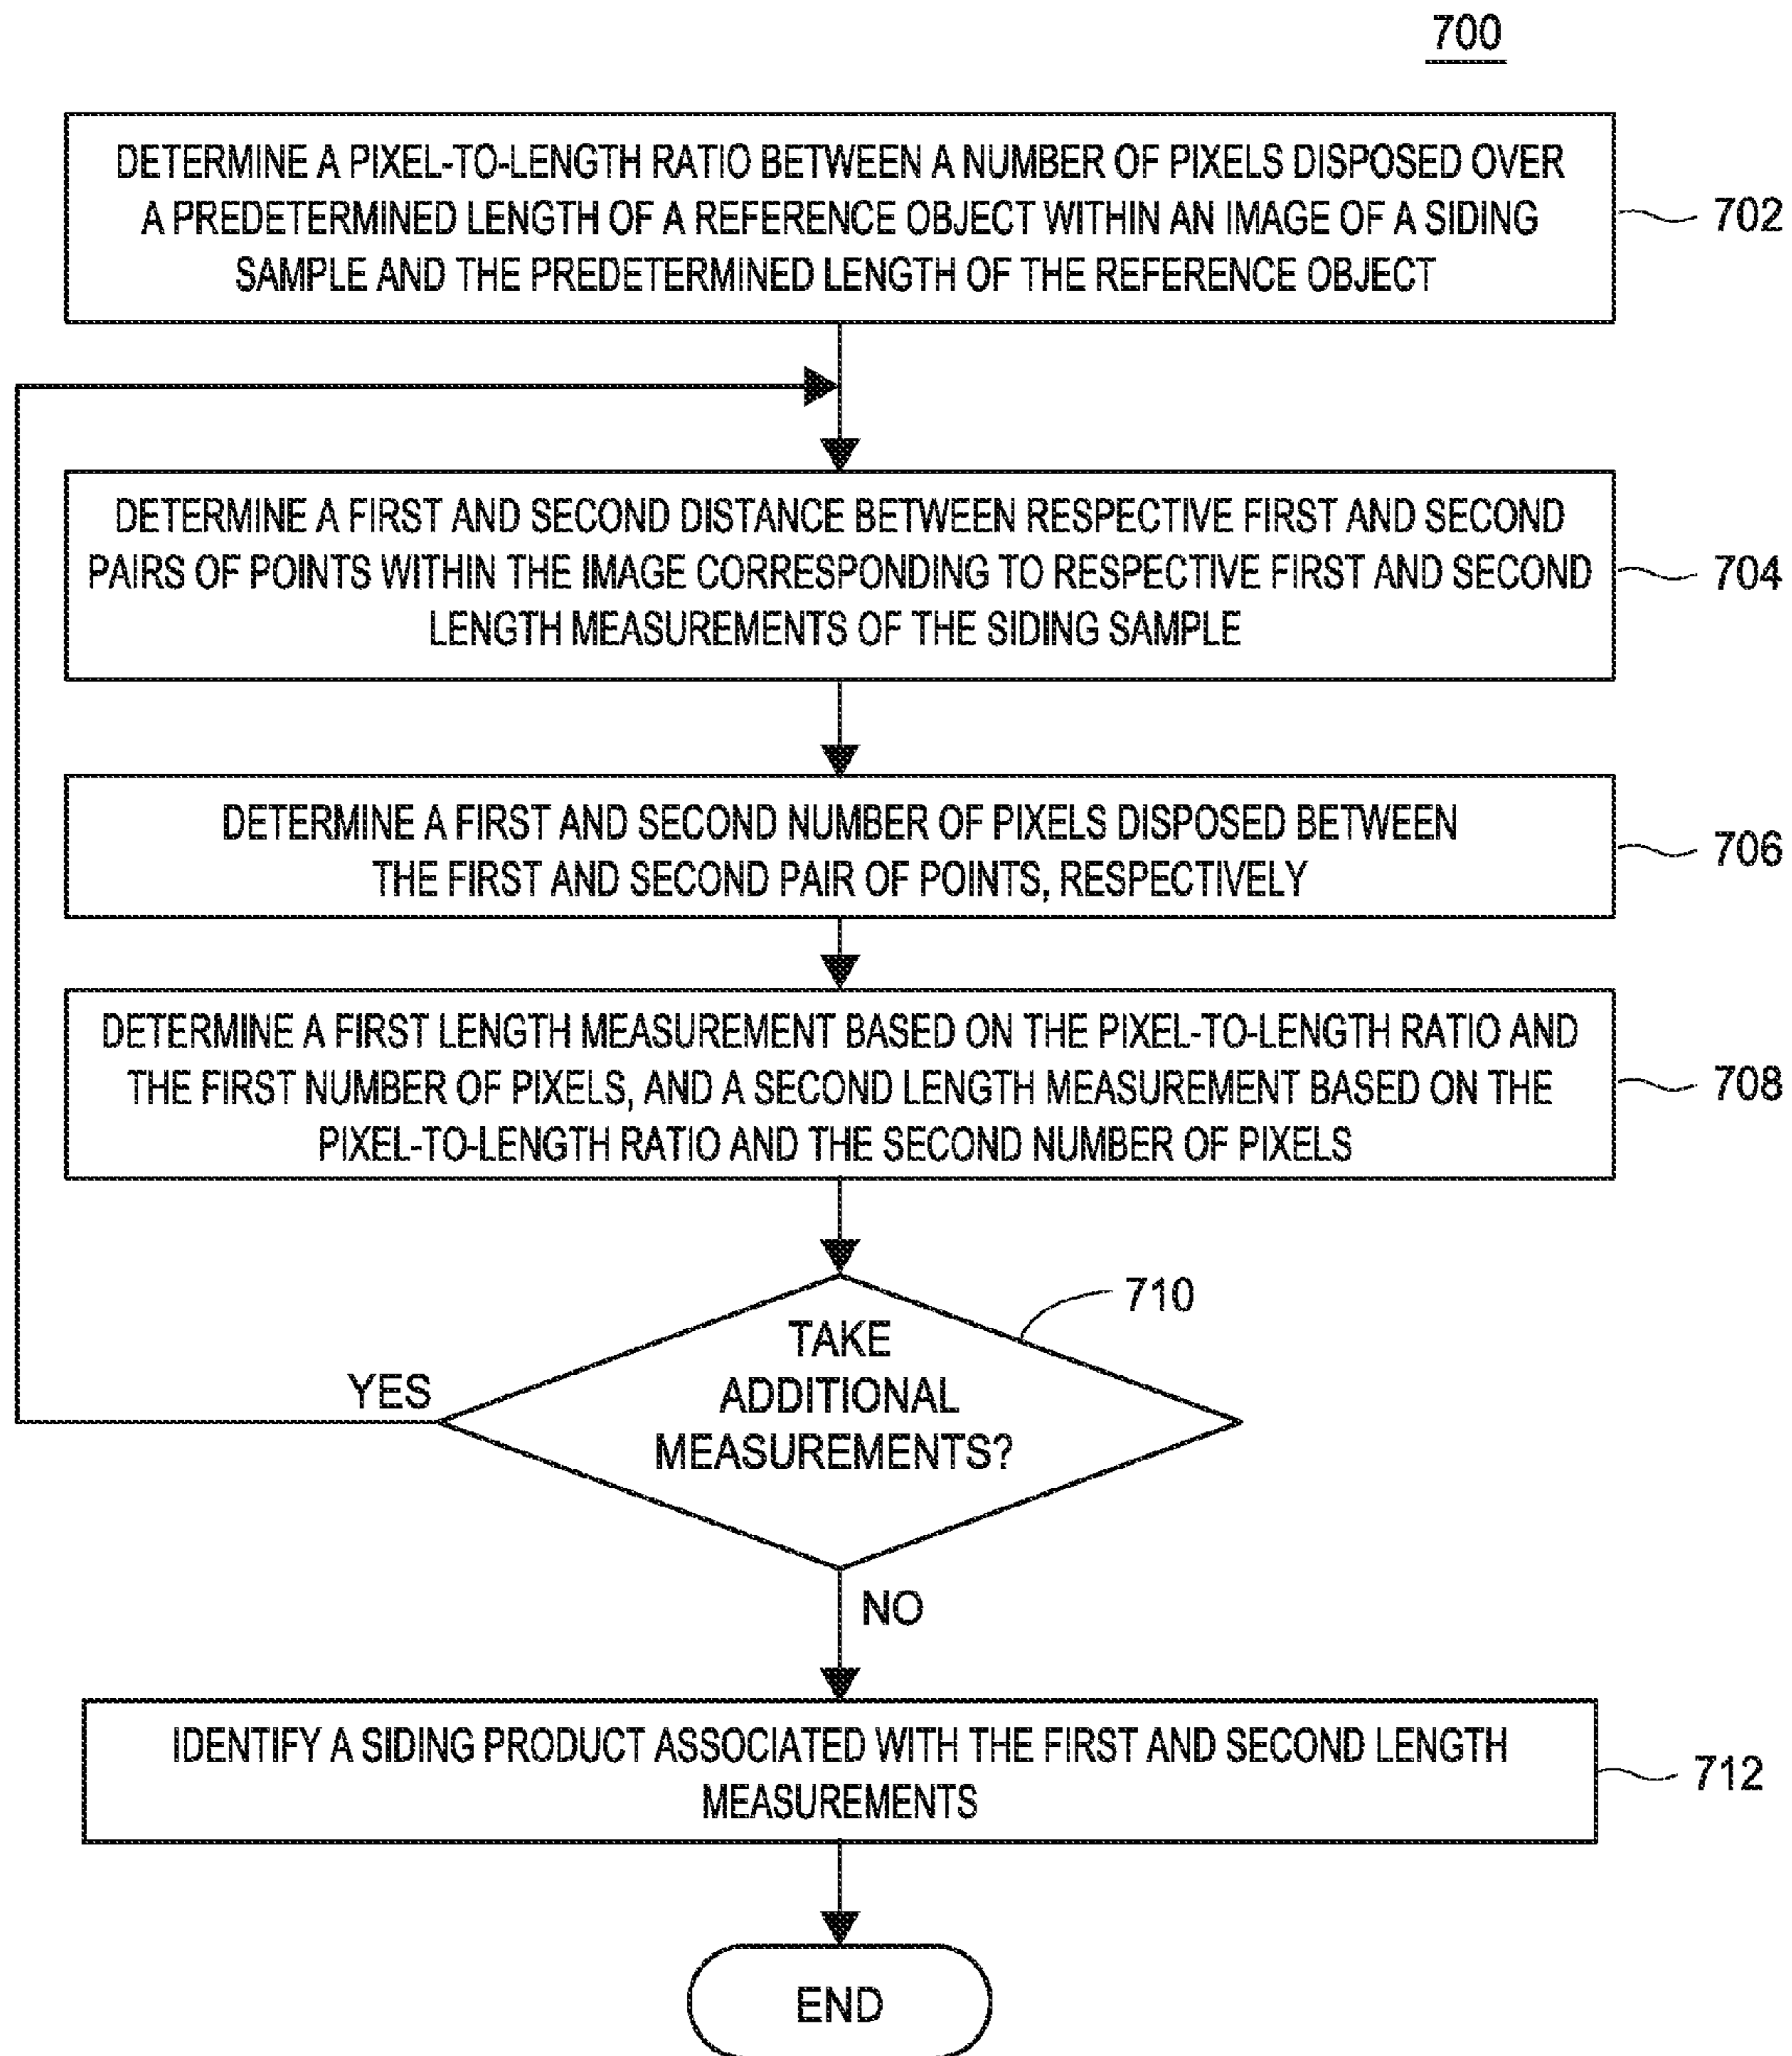 700
DETERMINE A PIXEL-TO-LENGTH RATIO BETWEEN A NUMBER OF PIXELS DISPOSED OVER
A PREDETERMINED LENGTH OF A REFERENCE OBJECT WITHIN AN IMAGE OF A SIDING
SAMPLE AND THE PREDETERMINED LENGTH OF THE REFERENCE OBJECT
702
DETERMINE A FIRST AND SECOND DISTANCE BETWEEN RESPECTIVE FIRST AND SECOND
PAIRS OF POINTS WITHIN THE IMAGE CORRESPONDING TO RESPECTIVE FIRST AND SECOND
LENGTH MEASUREMENTS OF THE SIDING SAMPLE
704
DETERMINE A FIRST AND SECOND NUMBER OF PIXELS DISPOSED BETWEEN
THE FIRST AND SECOND PAIR OF POINTS, RESPECTIVELY
706
DETERMINE A FIRST LENGTH MEASUREMENT BASED ON THE PIXEL-TO-LENGTH RATIO AND
THE FIRST NUMBER OF PIXELS, AND A SECOND LENGTH MEASUREMENT BASED ON THE
PIXEL-TO-LENGTH RATIO AND THE SECOND NUMBER OF PIXELS
708
710
TAKE
ADDITIONAL
MEASUREMENTS?
YES
NO
IDENTIFY A SIDING PRODUCT ASSOCIATED WITH THE FIRST AND SECOND LENGTH
MEASUREMENTS
712
END